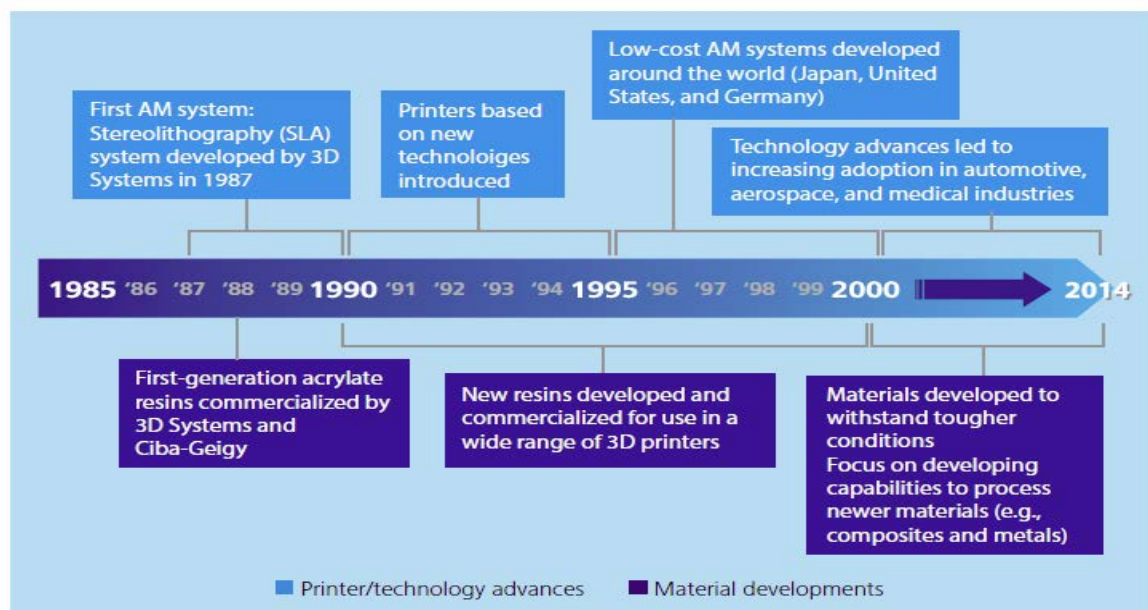 Low-cost AM systems developed
around the world (Japan, United
States, and Germany)
First AM system:
Stereolithography (SLA)
system developed by 3D
Systems in 1987
Printers based
on new
technoloiges
introduced
Technology advances led to
increasing adoption in automotive,
aerospace, and medical industries
1985 '86 '87 '88 '89 1990 '91 '92 '93 '94 1995 '96 '97 '98 '99 2000 2014
First-generation acrylate
resins commercialized by
3D Systems and
Ciba-Geigy
New resins developed and
commercialized for use in a
wide range of 3D printers
Materials developed to
withstand tougher
conditions
Focus on developing
capabilities to process
newer materials (e.g.,
composites and metals)
Printer/technology advances Material developments